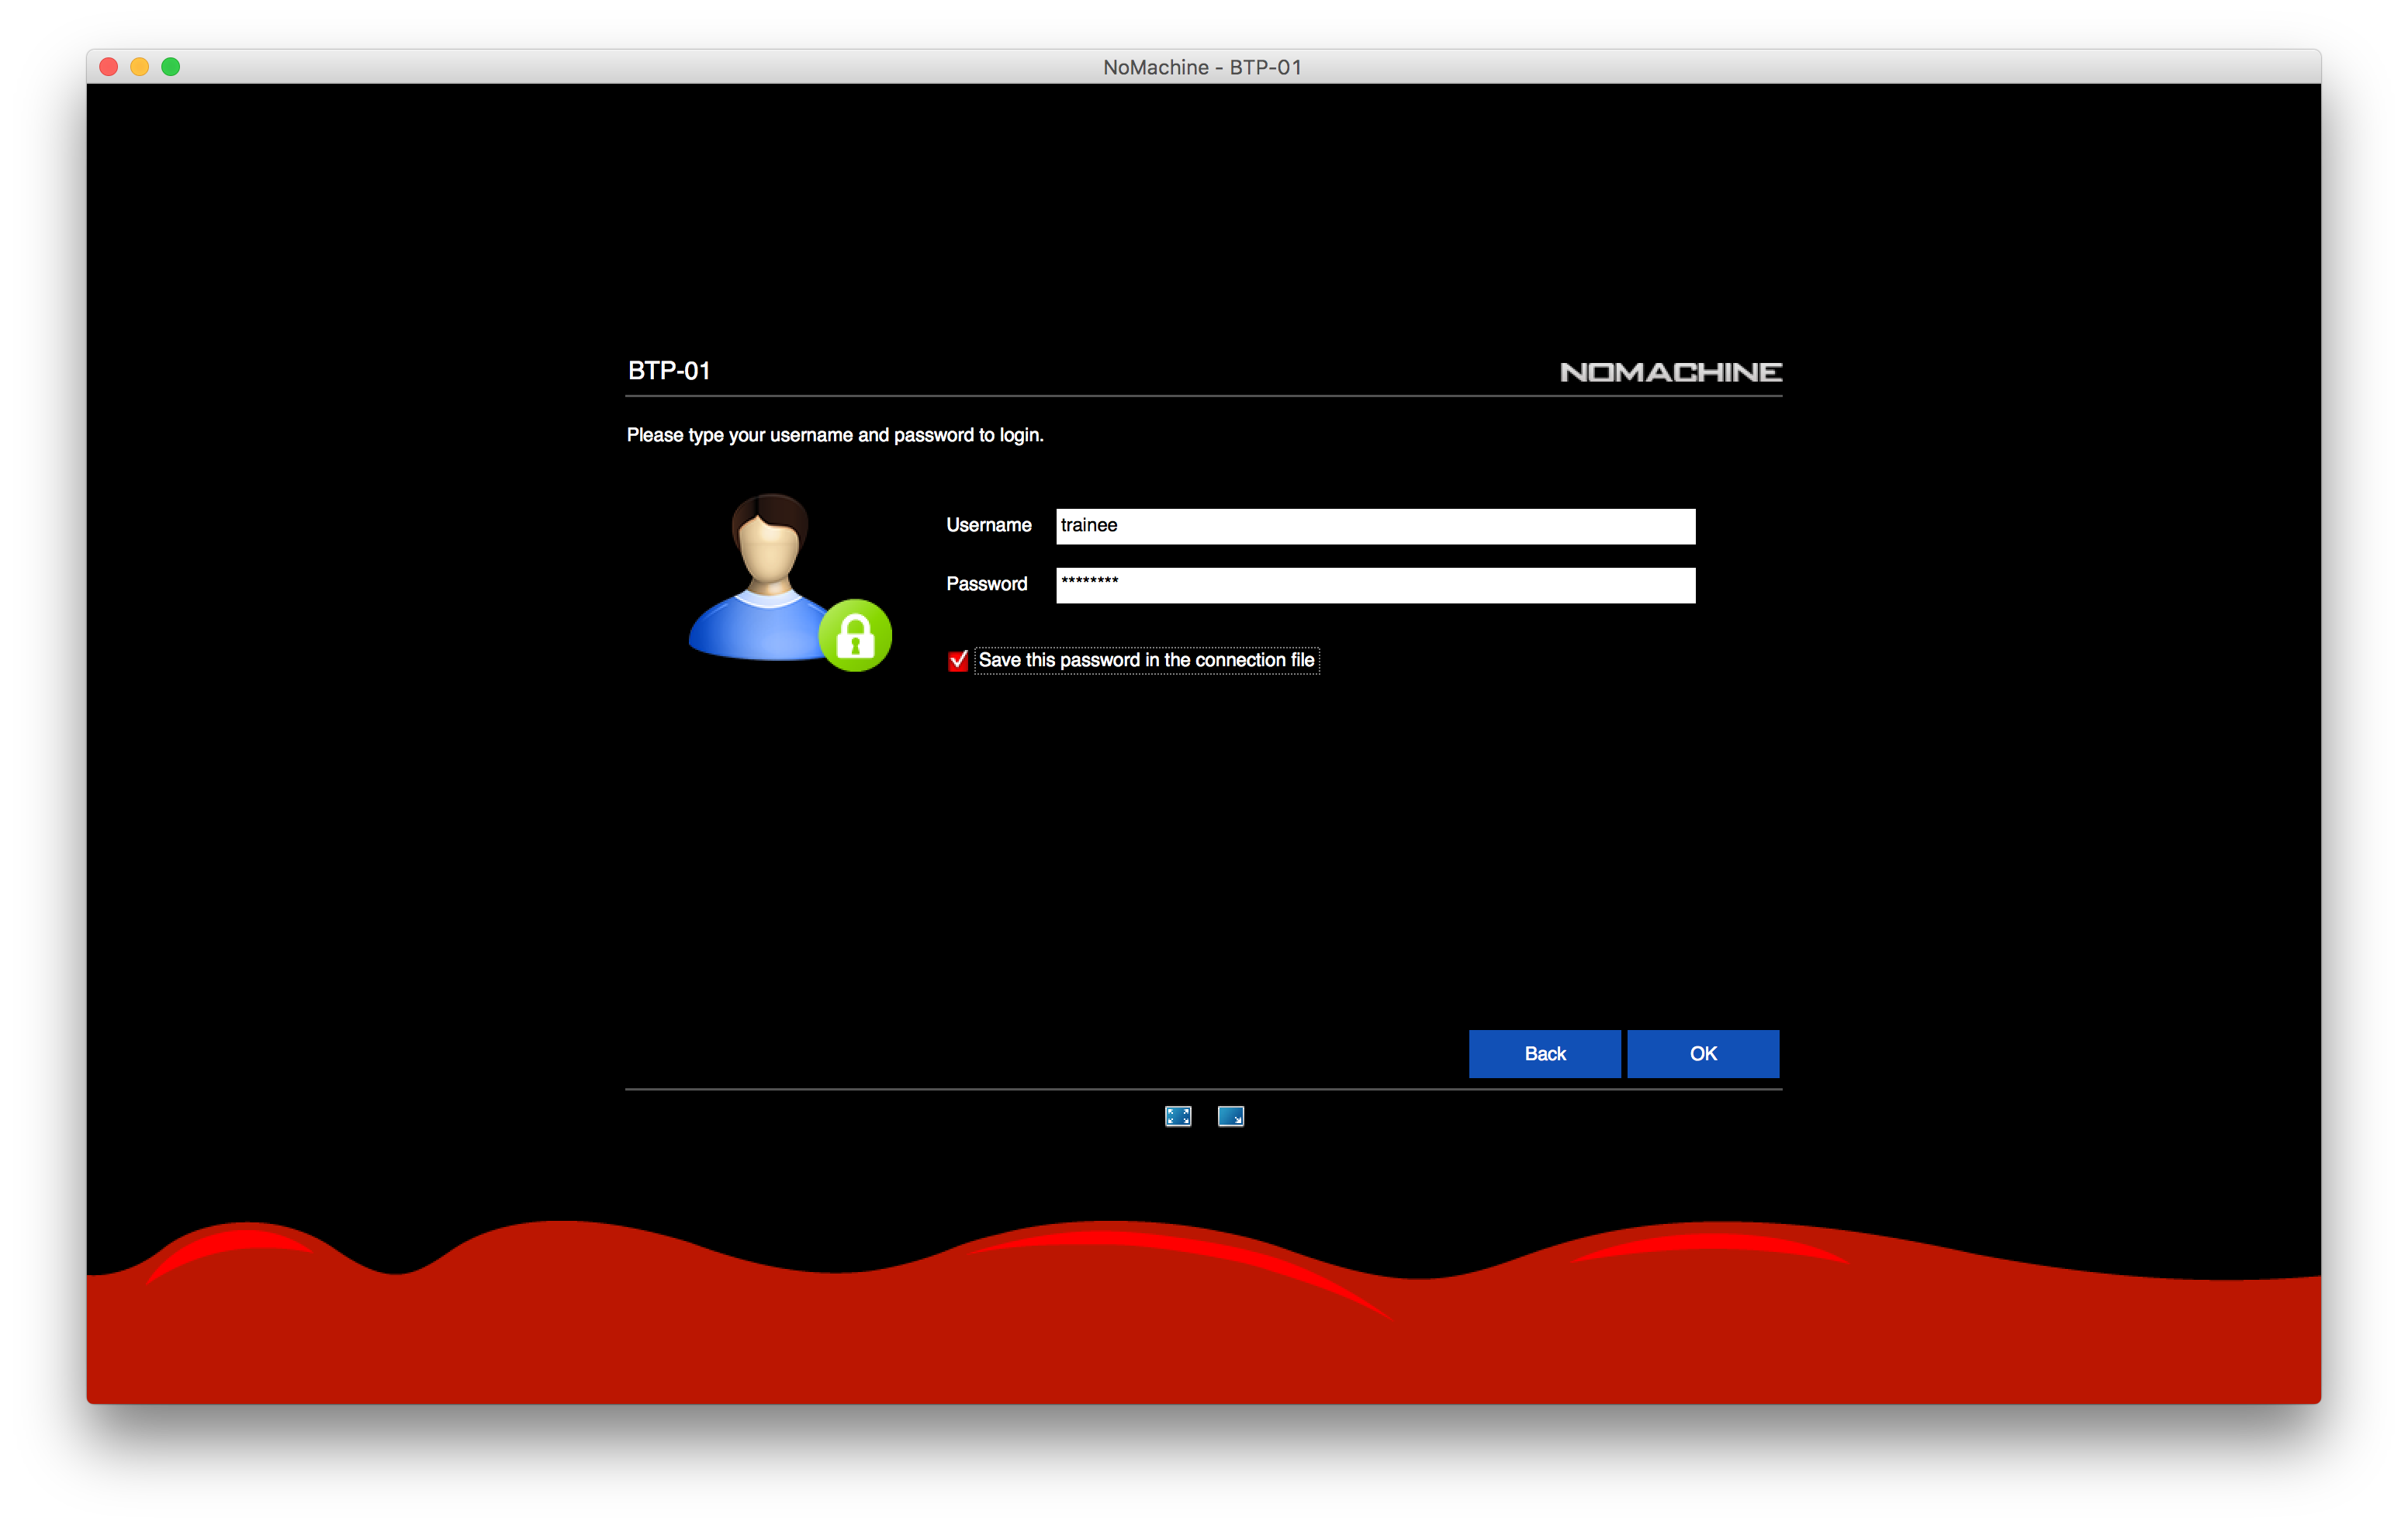 NoMachine - BTP-01
BTP-01
NOMACHINE
Please type your username and password to login.
Username
trainee
Password
********
Save this password in the connection file
Back
OK